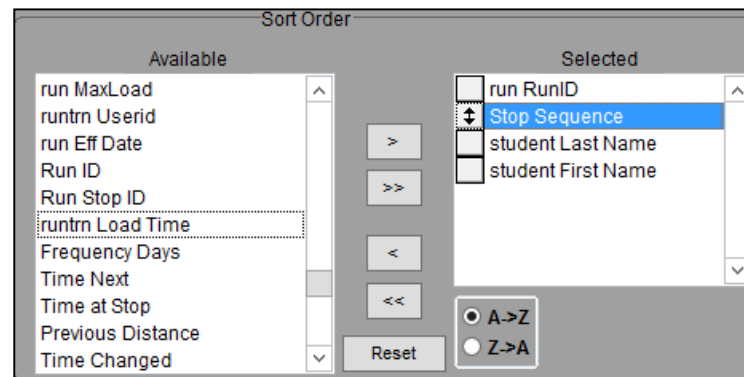 Sort Order
Available
run MaxLoad
runtrn Userid
run Eff Date
Run ID
Run Stop ID
runtrn Load Time
Frequency Days
Time Next
Time at Stop
Previous Distance
Time Changed
>
>>
<
<<
Reset
Selected
run RunID
Stop Sequence
student Last Name
student First Name
A->Z
Z->A